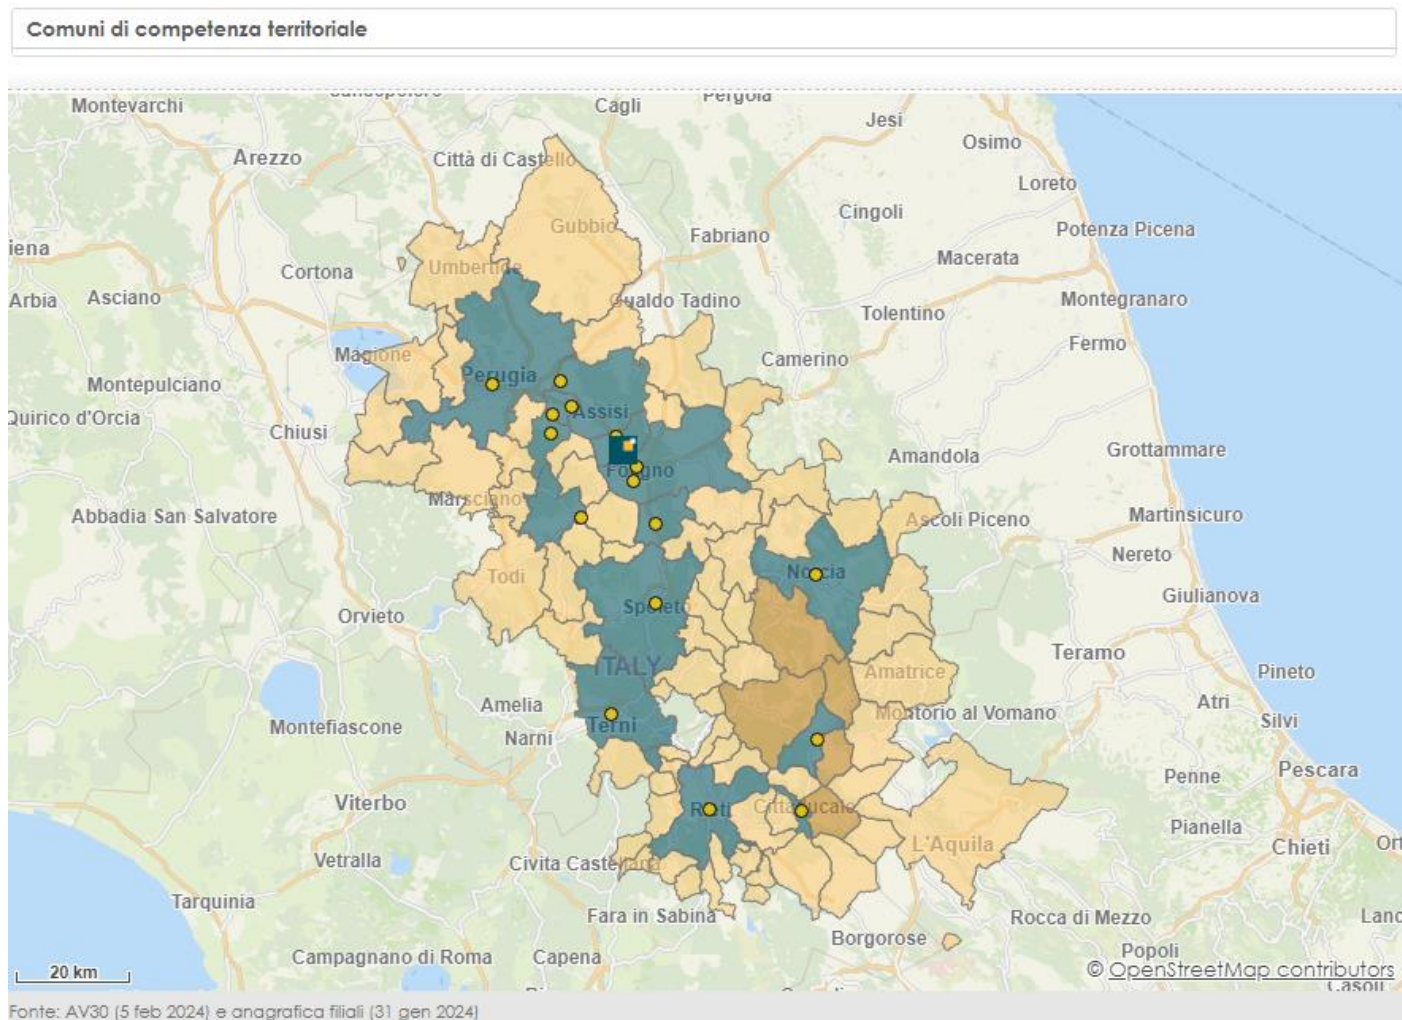 Comuni di competenza territoriale
Pergola
Montevarchi
Cagli
Jesi
Osimo
Arezzo
Città di Castello
Loreto
Cingoli
Gubbio
Potenza Picena
Fabriano
iena
Macerata
Cortona
Umbertide
Arbia
Asciano
Gualdo Tadino
Montegranaro
Tolentino
Fermo
Magione
Camerino
Perugia
Montepulciano
Quirico d'Orcia
Assisi
Chiusi
Grottammare
Amandola
Foligno
Marsciano
Abbadia San Salvatore
Ascoli Piceno
Martinsicuro
Nereto
Todi
Norcia
Giulianova
Orvieto
Spoleto
Teramo
ITALY
Amatrice
Pineto
Amelia
Atri
Montefiascone
Terni
Montorio al Vomano
Silvi
Narni
Penne
Pescara
Viterbo
Rieti
Cittaducale
Pianella
L'Aquila
Chieti
Ort
Vetralla
Civita Castellana
Tarquinia
Fara in Sabina
Rocca di Mezzo
Lanc
Borgorose
Popoli
Campagnano di Roma
Capena
20 km
© OpenStreetMap contributors
Casoli
Fonte: AV30 (5 feb 2024) e anagrafica filiali (31 gen 2024)